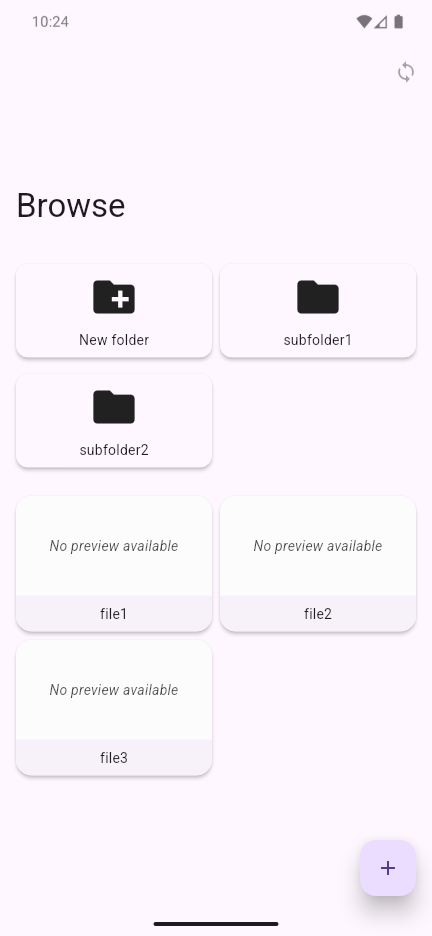 10:24
Browse
New folder
subfolder1
subfolder2
No preview available
No preview available
file1
file2
No preview available
file3